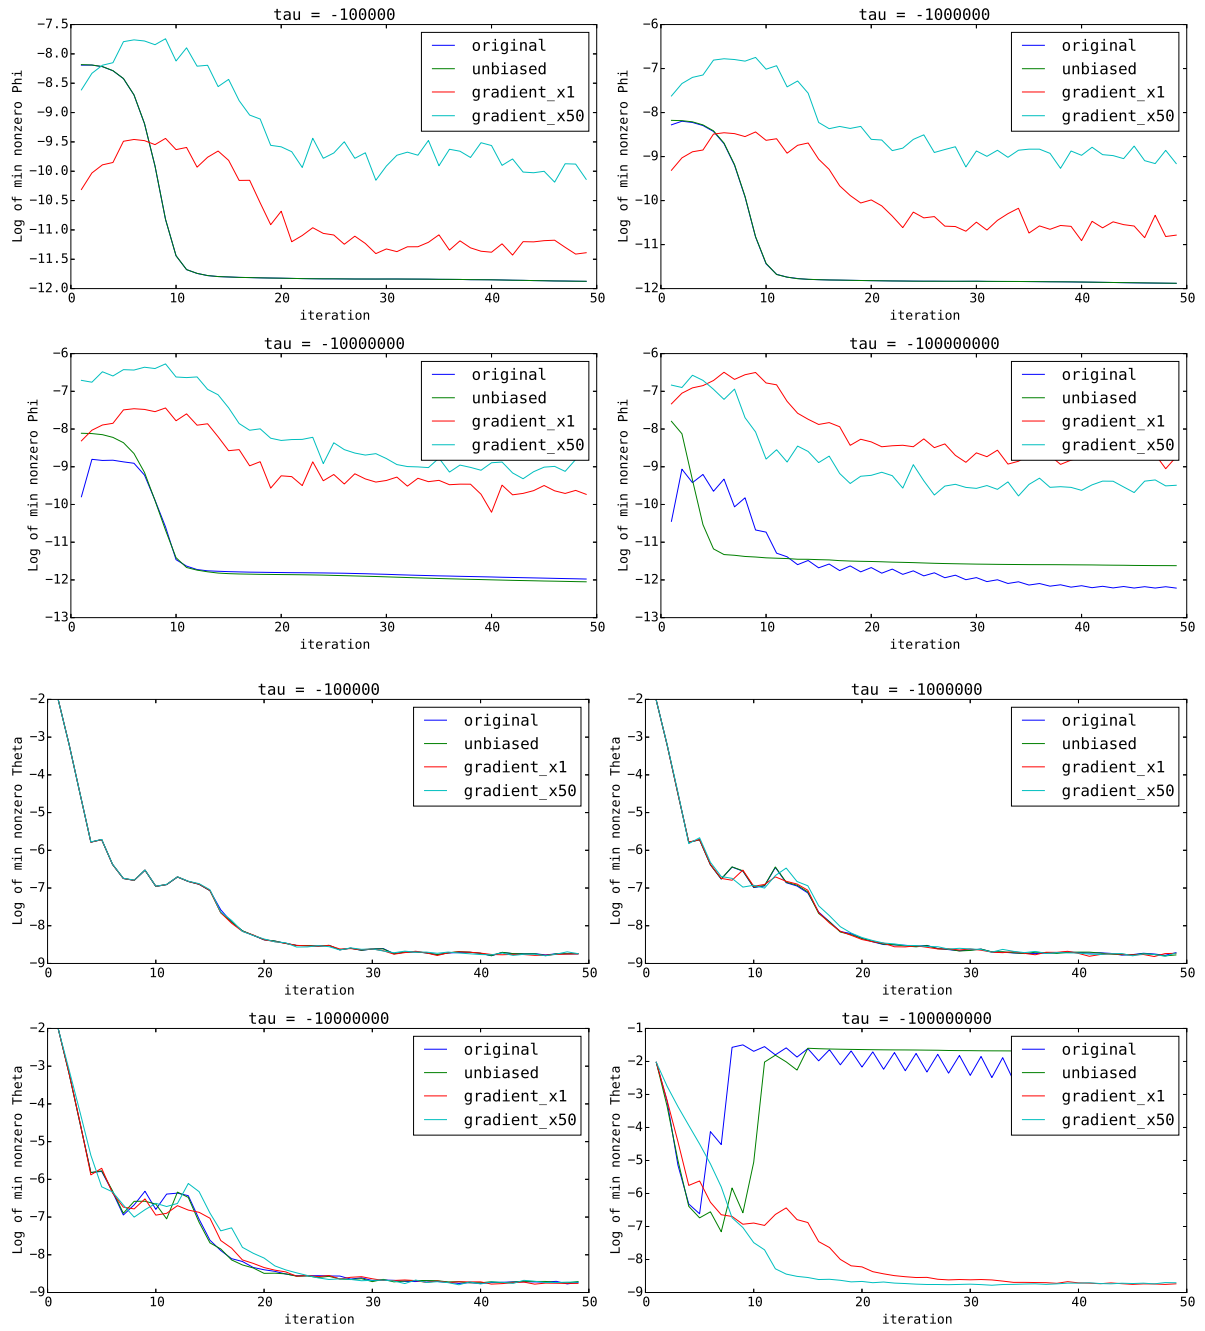 tau = -100000
Log of min nonzero Phi
−7.5
−8.0
−8.5
−9.0
−9.5
−10.0
−10.5
−11.0
−11.5
−12.0
0 10 20 30 40 50
iteration
original
unbiased
gradient_x1
gradient_x50
tau = -1000000
Log of min nonzero Phi
−6
−7
−8
−9
−10
−11
−12
0 10 20 30 40 50
iteration
original
unbiased
gradient_x1
gradient_x50
tau = -10000000
Log of min nonzero Phi
−6
−7
−8
−9
−10
−11
−12
−13
0 10 20 30 40 50
iteration
original
unbiased
gradient_x1
gradient_x50
tau = -100000000
Log of min nonzero Phi
−6
−7
−8
−9
−10
−11
−12
−13
0 10 20 30 40 50
iteration
original
unbiased
gradient_x1
gradient_x50
tau = -100000
Log of min nonzero Theta
−2
−3
−4
−5
−6
−7
−8
−9
0 10 20 30 40 50
iteration
original
unbiased
gradient_x1
gradient_x50
tau = -1000000
Log of min nonzero Theta
−2
−3
−4
−5
−6
−7
−8
−9
0 10 20 30 40 50
iteration
original
unbiased
gradient_x1
gradient_x50
tau = -10000000
Log of min nonzero Theta
−2
−3
−4
−5
−6
−7
−8
−9
0 10 20 30 40 50
iteration
original
unbiased
gradient_x1
gradient_x50
tau = -100000000
Log of min nonzero Theta
−1
−2
−3
−4
−5
−6
−7
−8
−9
0 10 20 30 40 50
iteration
original
unbiased
gradient_x1
gradient_x50